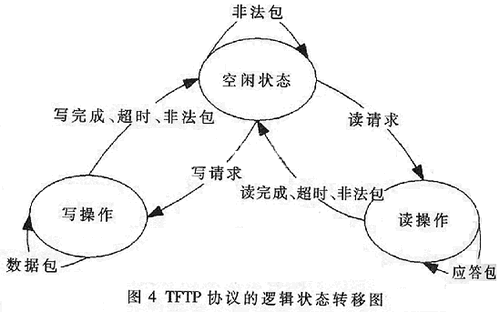 非法包
空闲状态
写完成、超时、非法包
读请求
写请求
读完成、超时、非法包
写操作
读操作
数据包
应答包
图 4 TFTP 协议的逻辑状态转移图